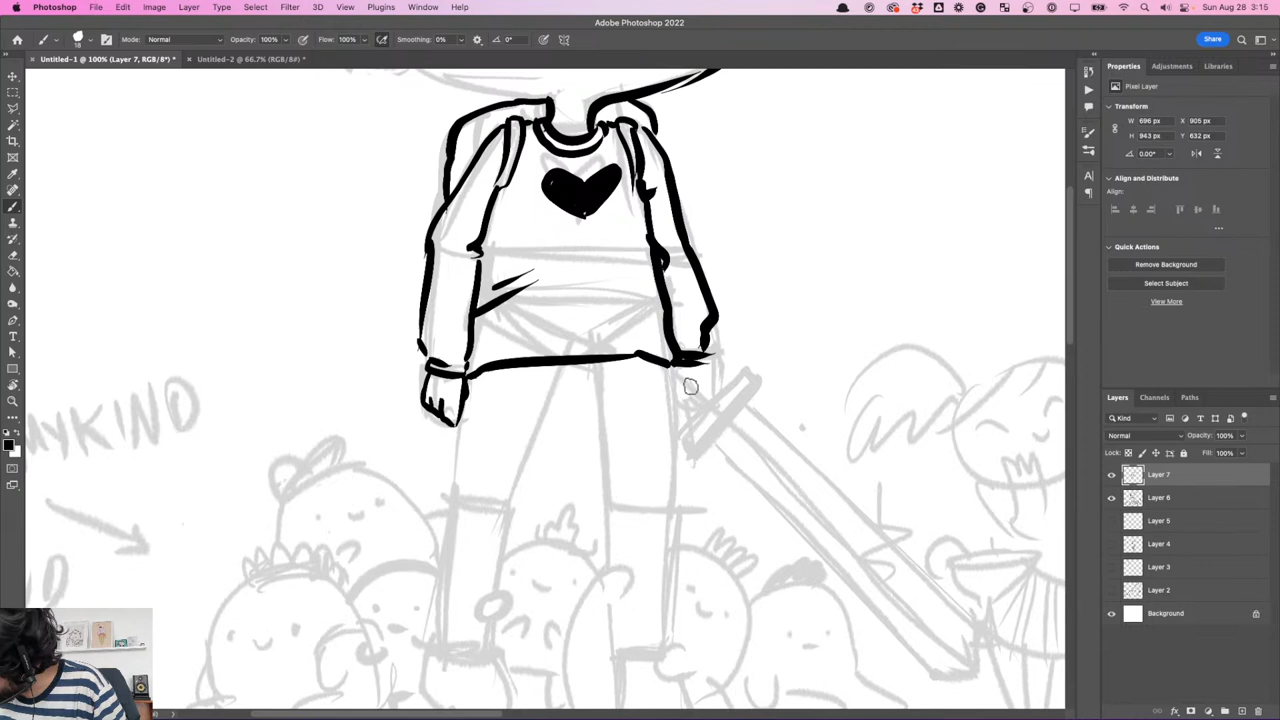 Photoshop File Edit Image Layer Type Select Filter 3D View Plugins Window Help Sun Aug 28 3:15
Adobe Photoshop 2022
18 Mode: Normal Opacity: 100% Flow: 100% Smoothing: 0% 0° Share
× Untitled-1 @ 100% (Layer 7, RGB/8*) * × Untitled-2 @ 66.7% (RGB/8#) *
Properties Adjustments Libraries
Pixel Layer
Transform
W 696 px X 905 px
H 943 px Y 632 px
0.00°
Align and Distribute
Align:
Quick Actions
Remove Background
Select Subject
View More
Layers Channels Paths
Kind
Normal Opacity: 100%
Lock: Fill: 100%
Layer 7
Layer 6
Layer 5
Layer 4
Layer 3
Layer 2
Background